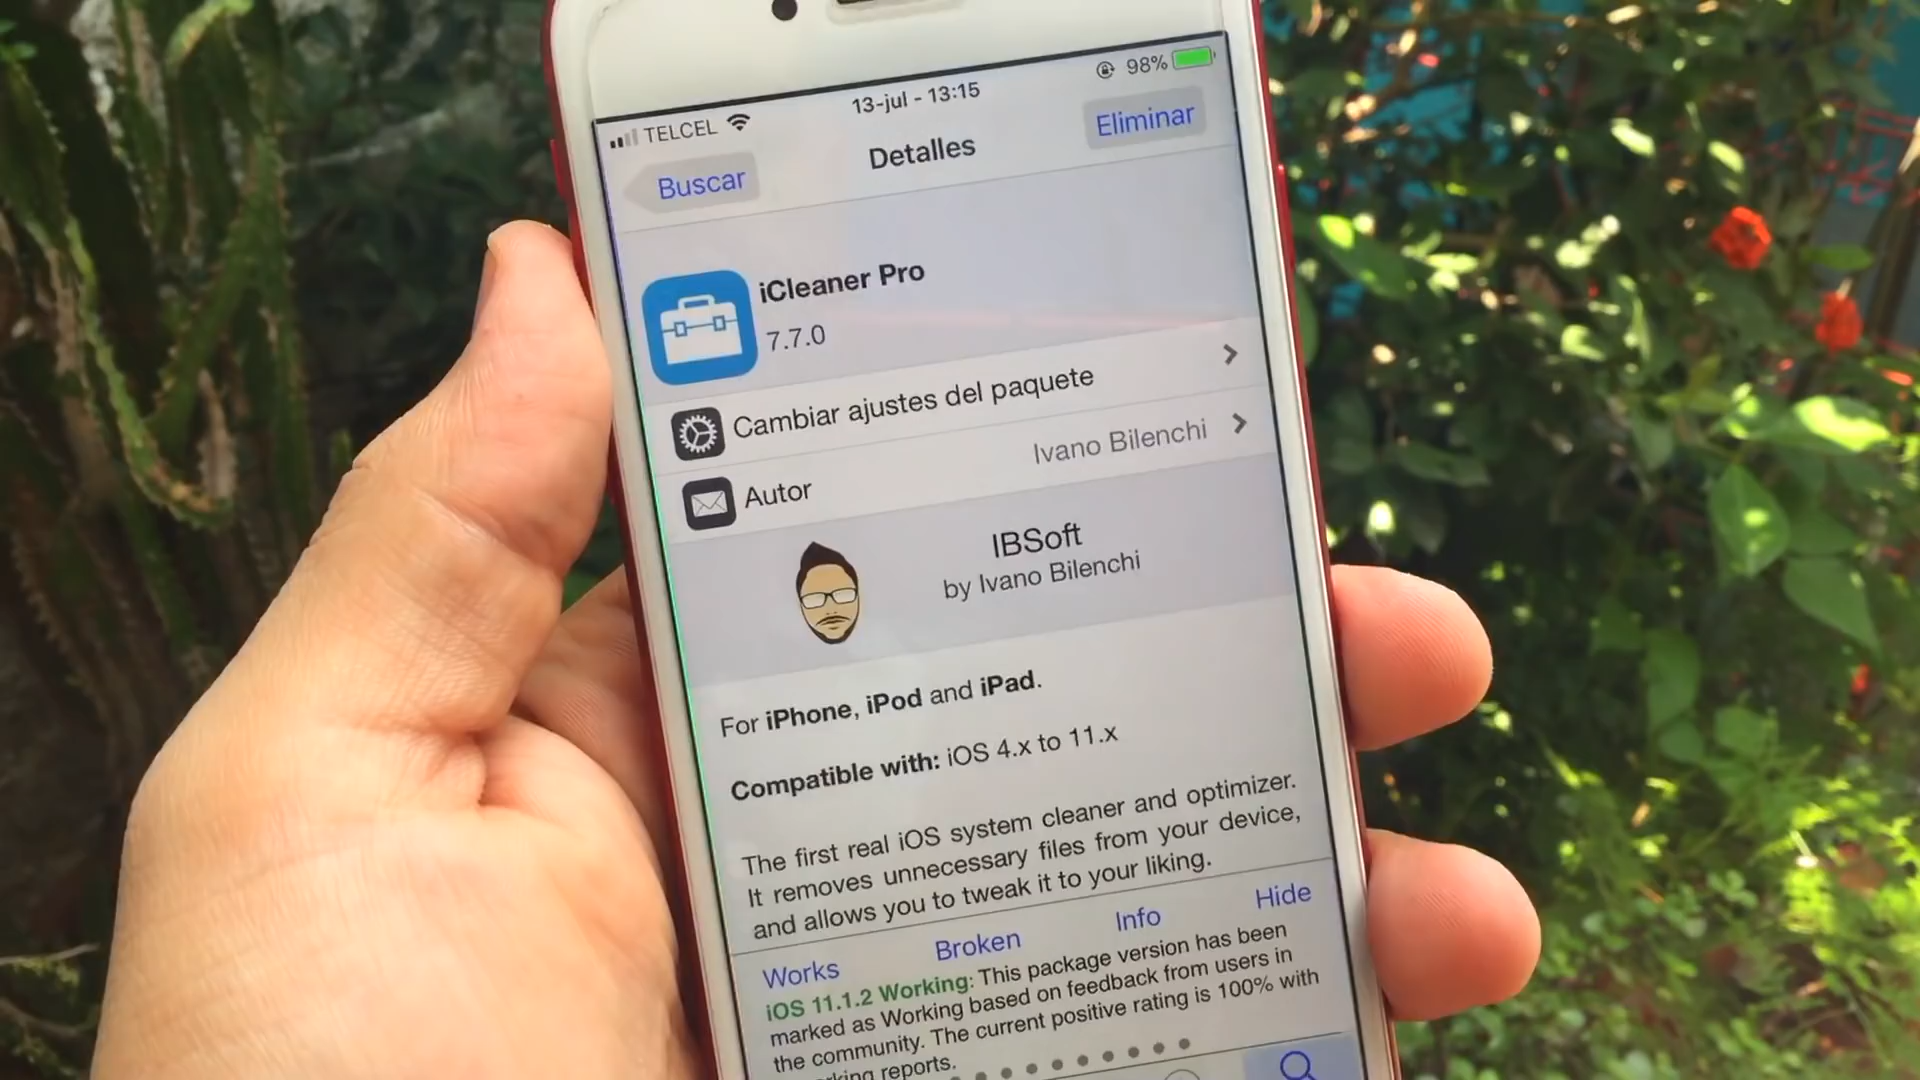 TELCEL
13-jul - 13:15
98%
Buscar
Detalles
Eliminar
iCleaner Pro
7.7.0
Cambiar ajustes del paquete
Autor
Ivano Bilenchi
IBSoft
by Ivano Bilenchi
For iPhone, iPod and iPad.
Compatible with: iOS 4.x to 11.x
The first real iOS system cleaner and optimizer.
It removes unnecessary files from your device,
and allows you to tweak it to your liking.
Works
Broken
Info
Hide
iOS 11.1.2 Working: This package version has been
marked as Working based on feedback from users in
the community. The current positive rating is 100% with
reports.